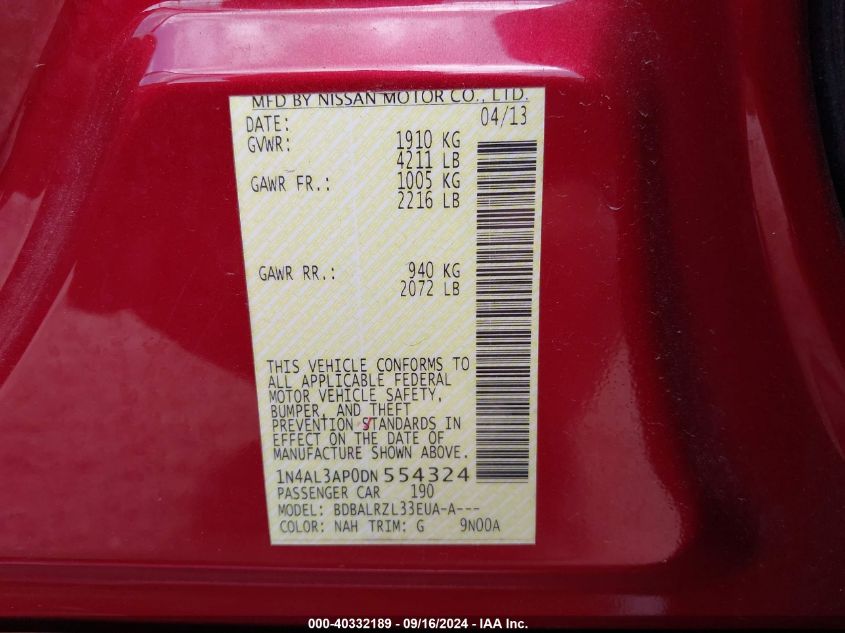 MFD BY NISSAN MOTOR CO., LTD.
DATE: 04/13
GVWR: 1910 KG
4211 LB
GAWR FR.: 1005 KG
2216 LB
GAWR RR.: 940 KG
2072 LB
THIS VEHICLE CONFORMS TO
ALL APPLICABLE FEDERAL
MOTOR VEHICLE SAFETY,
BUMPER, AND THEFT
PREVENTION STANDARDS IN
EFFECT ON THE DATE OF
MANUFACTURE SHOWN ABOVE.
1N4AL3AP0DN554324
PASSENGER CAR 190
MODEL: BDBALRZL33EUA-A---
COLOR: NAH TRIM: G 9N00A
000-40332189 - 09/16/2024 - IAA Inc.